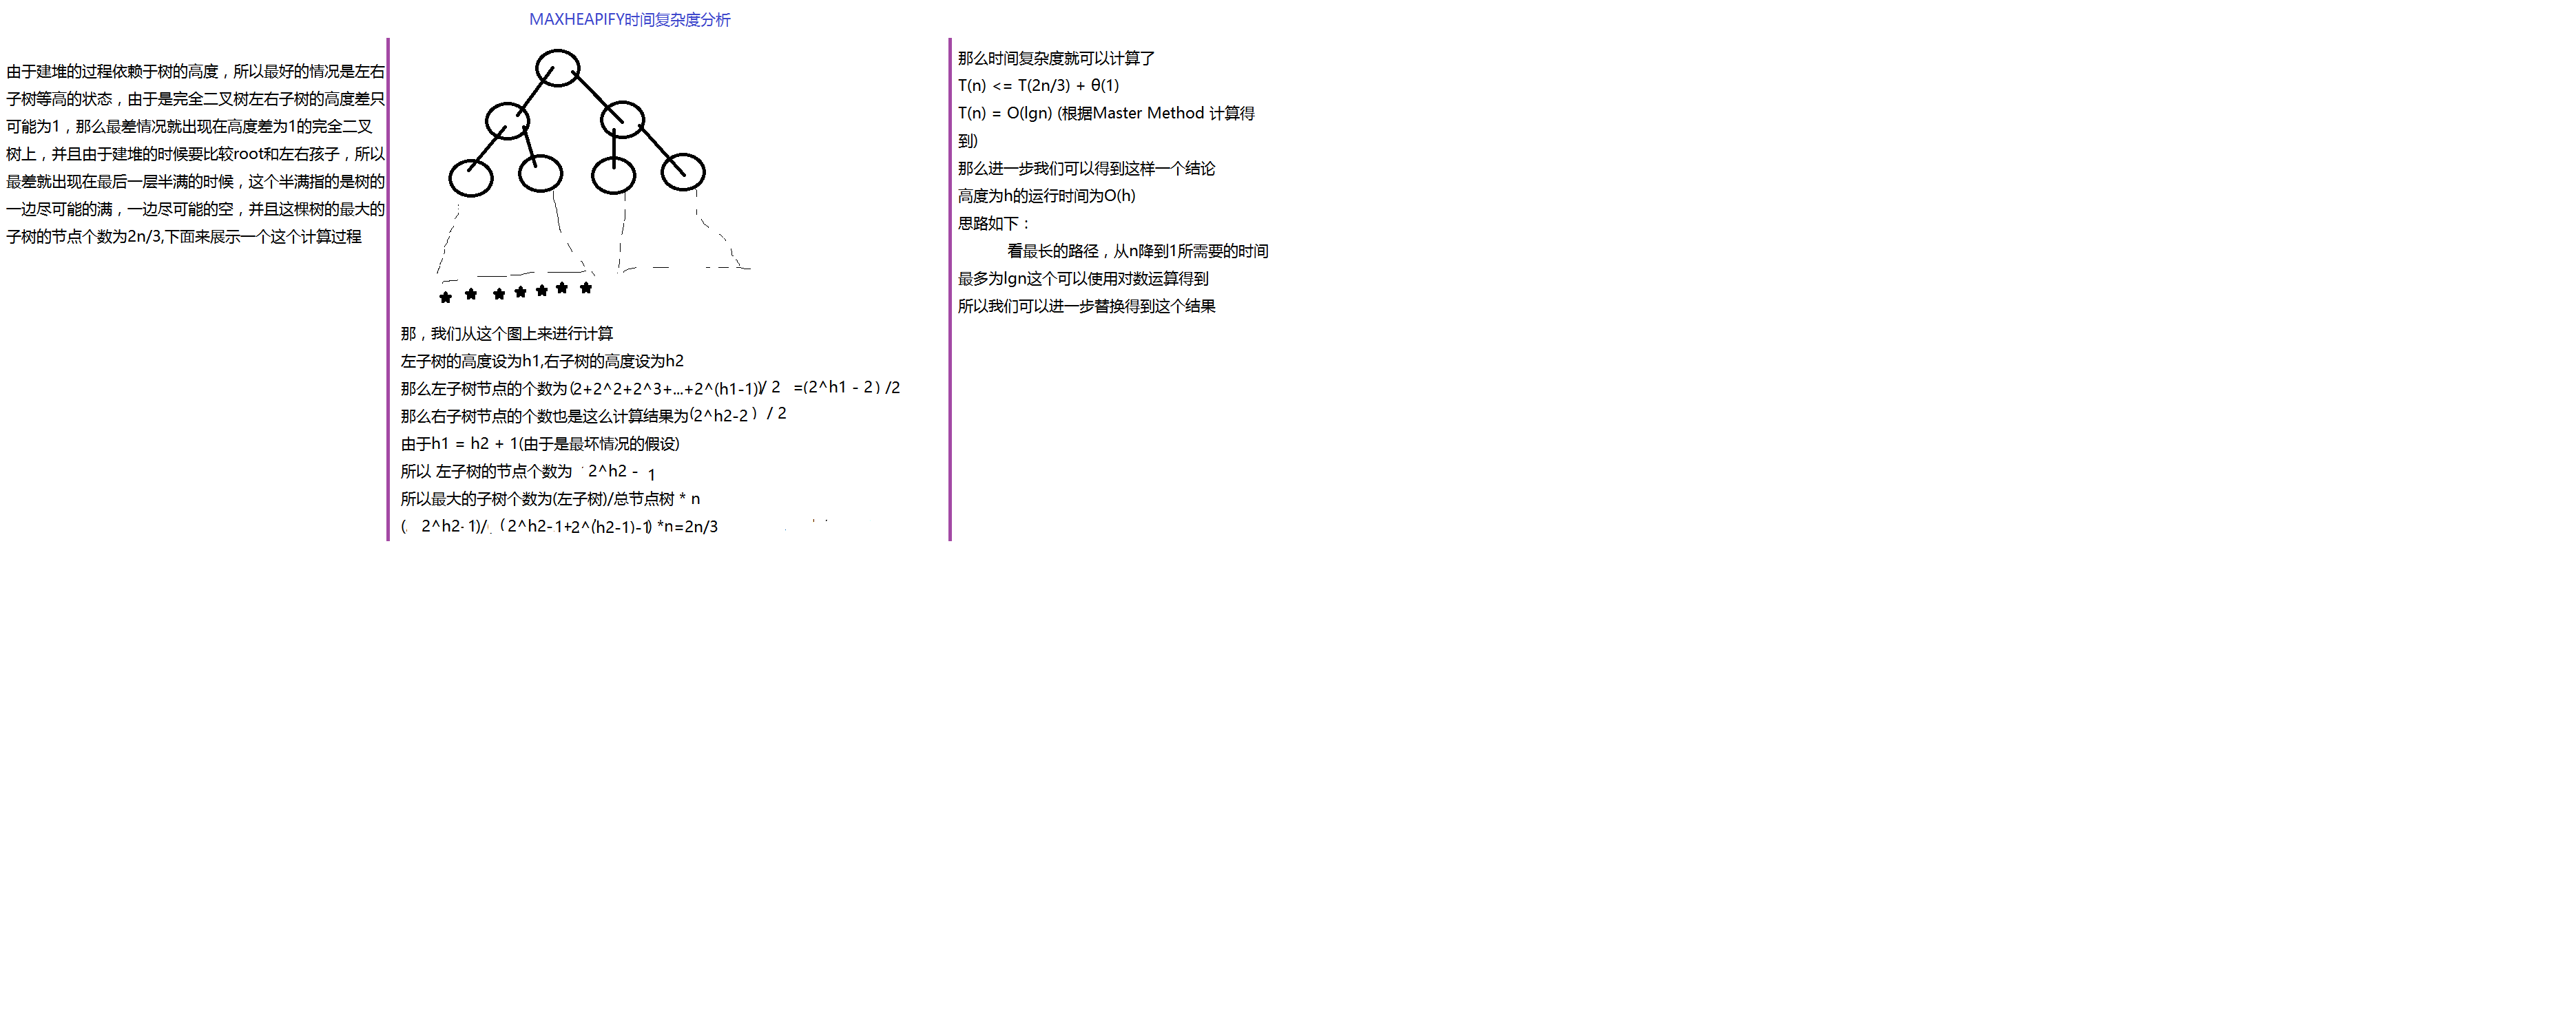 MAXHEAPIFY时间复杂度分析
由于建堆的过程依赖于树的高度，所以最好的情况是左右
子树等高的状态，由于是完全二叉树左右子树的高度差只
可能为1，那么最差情况就出现在高度差为1的完全二叉
树上，并且由于建堆的时候要比较root和左右孩子，所以
最差就出现在最后一层半满的时候，这个半满指的是树的
一边尽可能的满，一边尽可能的空，并且这棵树的最大的
子树的节点个数为2n/3,下面来展示一个这个计算过程
那，我们从这个图上来进行计算
左子树的高度设为h1,右子树的高度设为h2
那么左子树节点的个数为(2+2^2+2^3+...+2^(h1-1))/ 2 =(2^h1 - 2) /2
那么右子树节点的个数也是这么计算结果为(2^h2-2) / 2
由于h1 = h2 + 1(由于是最坏情况的假设)
所以 左子树的节点个数为 2^h2 - 1
所以最大的子树个数为(左子树)/总节点树 * n
( 2^h2-1)/ ( 2^h2-1+2^(h2-1)-1) *n=2n/3
那么时间复杂度就可以计算了
T(n) <= T(2n/3) + θ(1)
T(n) = O(lgn) (根据Master Method 计算得
到)
那么进一步我们可以得到这样一个结论
高度为h的运行时间为O(h)
思路如下：
看最长的路径，从n降到1所需要的时间
最多为lgn这个可以使用对数运算得到
所以我们可以进一步替换得到这个结果